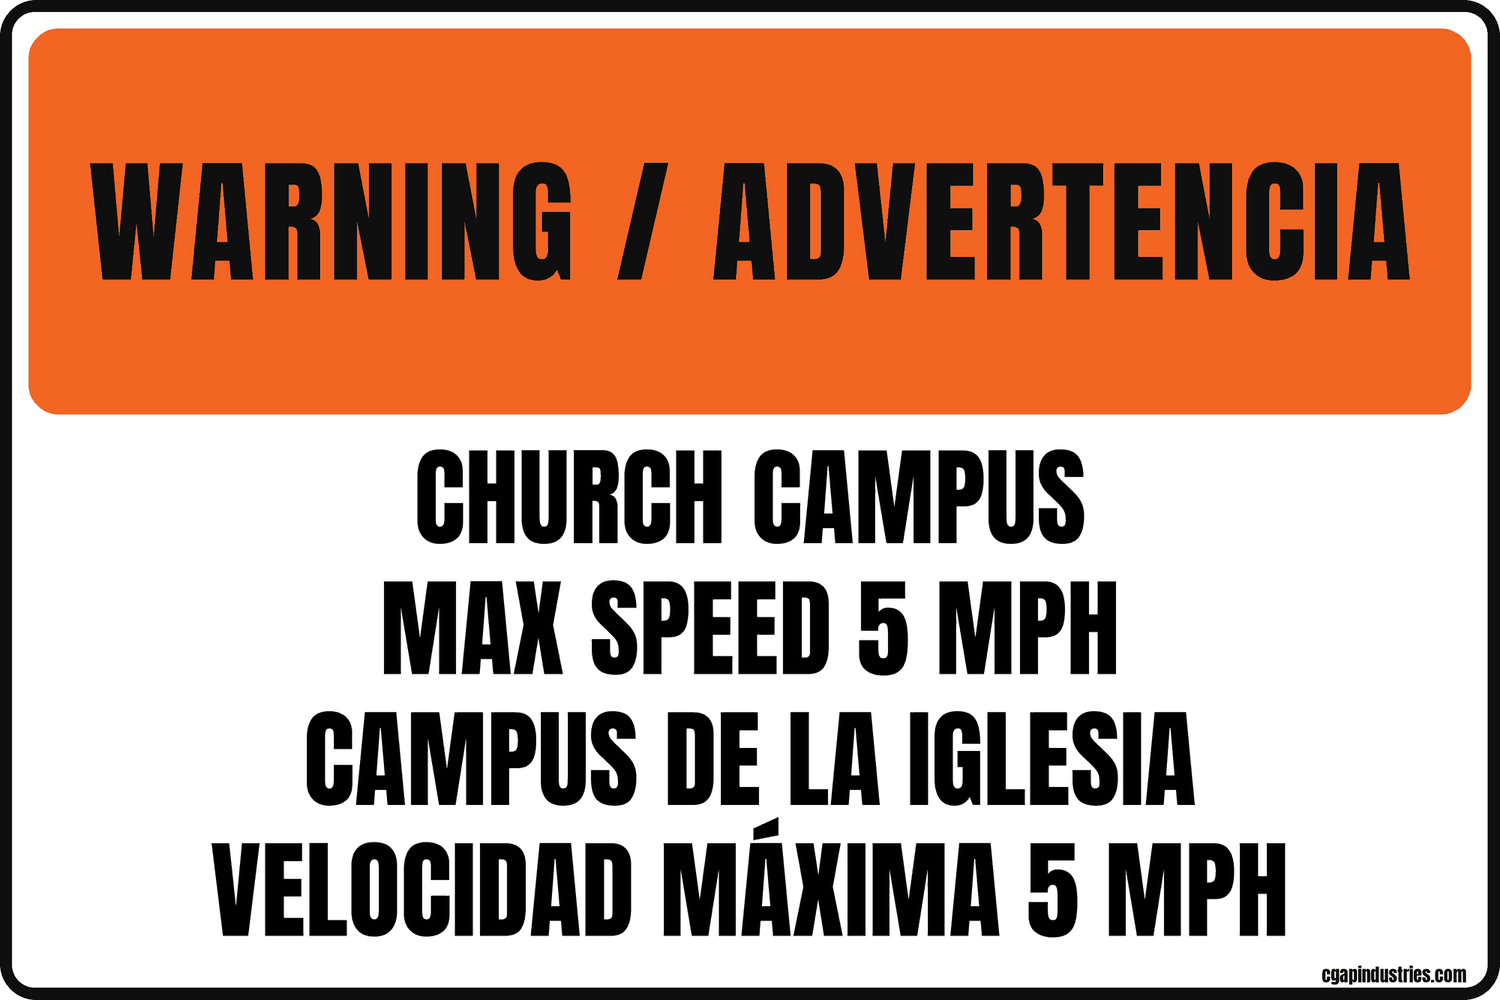 WARNING / ADVERTENCIA
CHURCH CAMPUS
MAX SPEED 5 MPH
CAMPUS DE LA IGLESIA
VELOCIDAD MÁXIMA 5 MPH
cgapindustries.com